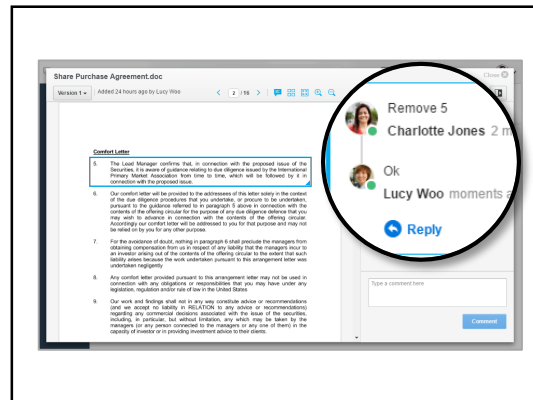 Share Purchase Agreement.doc
Close
Version 1
Added 24 hours ago by Lucy Woo
2 / 16
Comfort Letter
5. The Lead Manager confirms that, in connection with the proposed issue of the
Securities, it is aware of guidance relating to due diligence issued by the International
Primary Market Association from time to time, which will be followed by it in
connection with the proposed issue.
6. Our comfort letter will be provided to the addressees of this letter solely in the context
of the due diligence procedures that you undertake, or procure to be undertaken,
pursuant to the guidance referred to in paragraph 5 above in connection with the
contents of the offering circular for the purpose of any due diligence defence that you
may wish to advance in connection with the contents of the offering circular.
Accordingly our comfort letter will be addressed to you for that purpose and may not
be relied on by you for any other purpose.
7. For the avoidance of doubt, nothing in paragraph 6 shall preclude the managers from
obtaining compensation from us in respect of any liability that the managers incur to
an investor arising out of the contents of the offering circular to the extent that such
liability arises because the work undertaken pursuant to this arrangement letter was
undertaken negligently
8. Any comfort letter provided pursuant to this arrangement letter may not be used in
connection with any obligations or responsibilities that you may have under any
legislation, regulation and/or rule of law in the United States
9. Our work and findings shall not in any way constitute advice or recommendations
(and we accept no liability in RELATION to any advice or recommendations)
regarding any commercial decisions associated with the issue of the securities,
including, in particular, but without limitation, any which may be taken by the
managers (or any person connected to the managers or any one of them) in the
capacity of investor or in providing investment advice to their clients.
Remove 5
Charlotte Jones 2 m
Ok
Lucy Woo moments a
Reply
Type a comment here
Comment